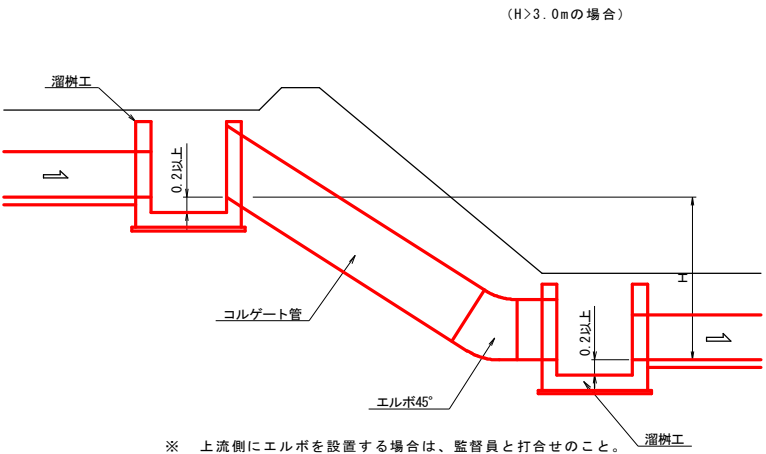 (H>3.0mの場合)
溜桝工
0.2以上
H
コルゲート管
0.2以上
エルボ45°
溜桝工
※ 上流側にエルボを設置する場合は、監督員と打合せのこと。